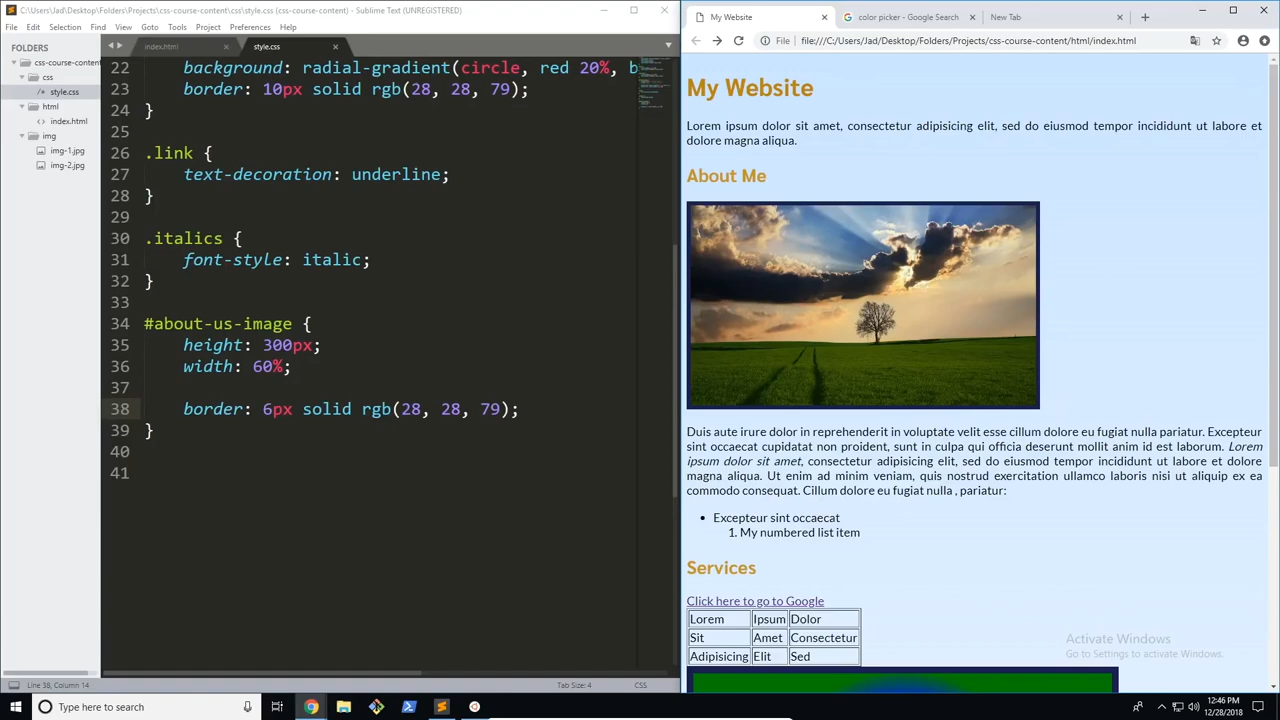 C:\Users\Jad\Desktop\Folders\Projects\css-course-content\css\style.css (css-course-content) - Sublime Text (UNREGISTERED)
File Edit Selection Find View Goto Tools Project Preferences Help
FOLDERS
css-course-content
css
style.css
html
index.html
img
img-1.jpg
img-2.jpg
index.html
style.css
22 background: radial-gradient(circle, red 20%, b
23 border: 10px solid rgb(28, 28, 79);
24 }
25
26 .link {
27 text-decoration: underline;
28 }
29
30 .italics {
31 font-style: italic;
32 }
33
34 #about-us-image {
35 height: 300px;
36 width: 60%;
37
38 border: 6px solid rgb(28, 28, 79);
39 }
40
41
Line 38, Column 14
Tab Size: 4
CSS
My Website
color picker - Google Search
New Tab
File file:///C:/Users/Jad/Desktop/Folders/Projects/css-course-content/html/index.html
My Website
Lorem ipsum dolor sit amet, consectetur adipisicing elit, sed do eiusmod tempor incididunt ut labore et
dolore magna aliqua.
About Me
Duis aute irure dolor in reprehenderit in voluptate velit esse cillum dolore eu fugiat nulla pariatur. Excepteur
sint occaecat cupidatat non proident, sunt in culpa qui officia deserunt mollit anim id est laborum. Lorem
ipsum dolor sit amet, consectetur adipisicing elit, sed do eiusmod tempor incididunt ut labore et dolore
magna aliqua. Ut enim ad minim veniam, quis nostrud exercitation ullamco laboris nisi ut aliquip ex ea
commodo consequat. Cillum dolore eu fugiat nulla , pariatur:
• Excepteur sint occaecat
1. My numbered list item
Services
Click here to go to Google
Lorem Ipsum Dolor
Sit Amet Consectetur
Adipisicing Elit Sed
Activate Windows
Go to Settings to activate Windows.
Type here to search
12:46 PM
12/28/2018